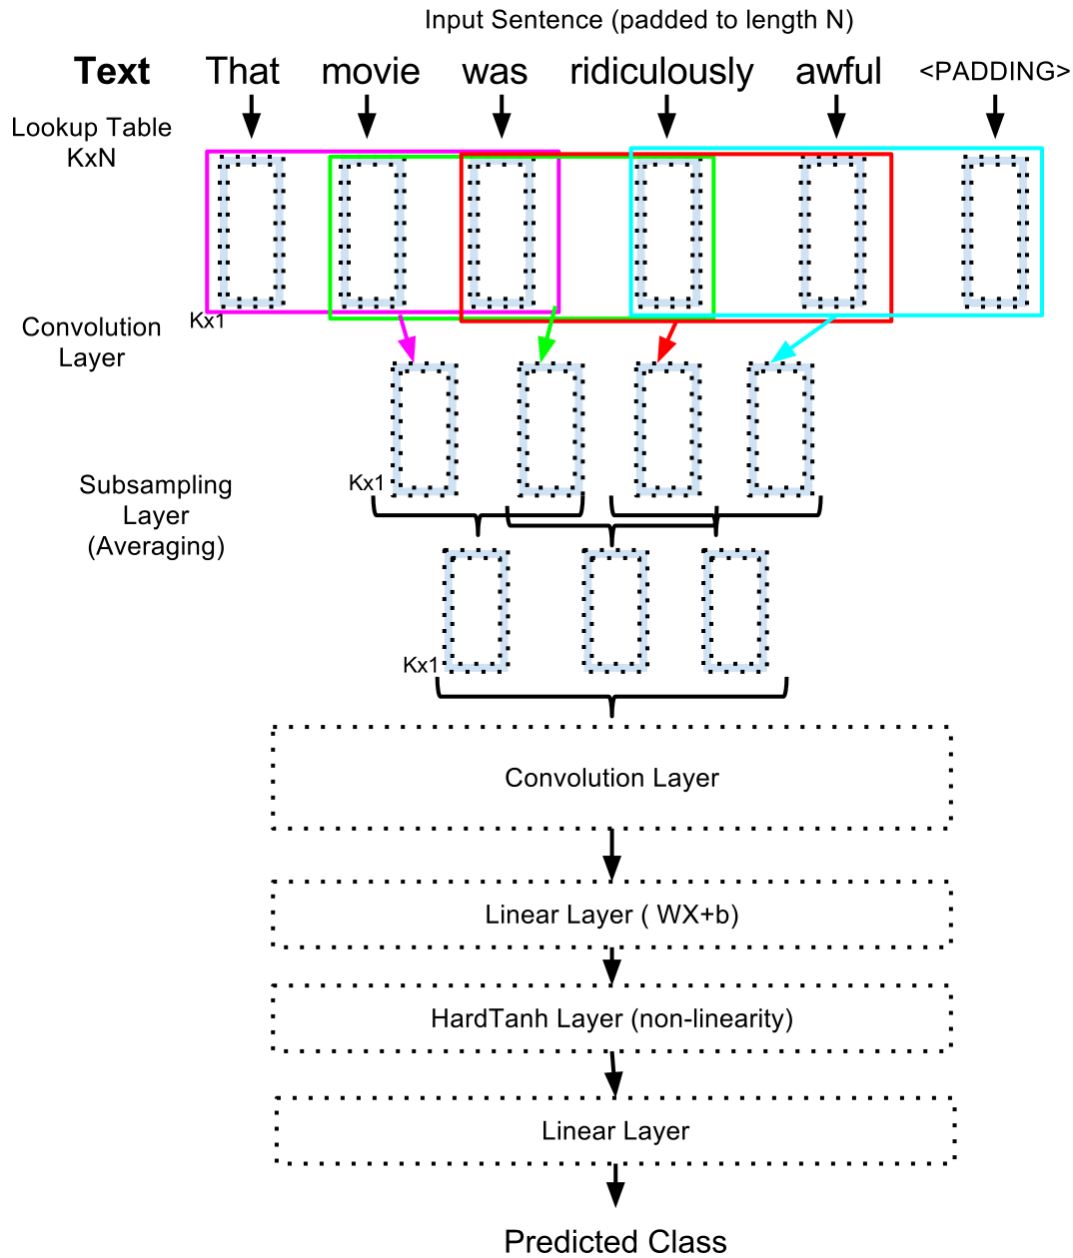 Input Sentence (padded to length N)
Text That movie was ridiculously awful <PADDING>
Lookup Table
KxN
Kx1
Convolution
Layer
Kx1
Subsampling
Layer
(Averaging)
Kx1
Convolution Layer
Linear Layer ( WX+b)
HardTanh Layer (non-linearity)
Linear Layer
Predicted Class